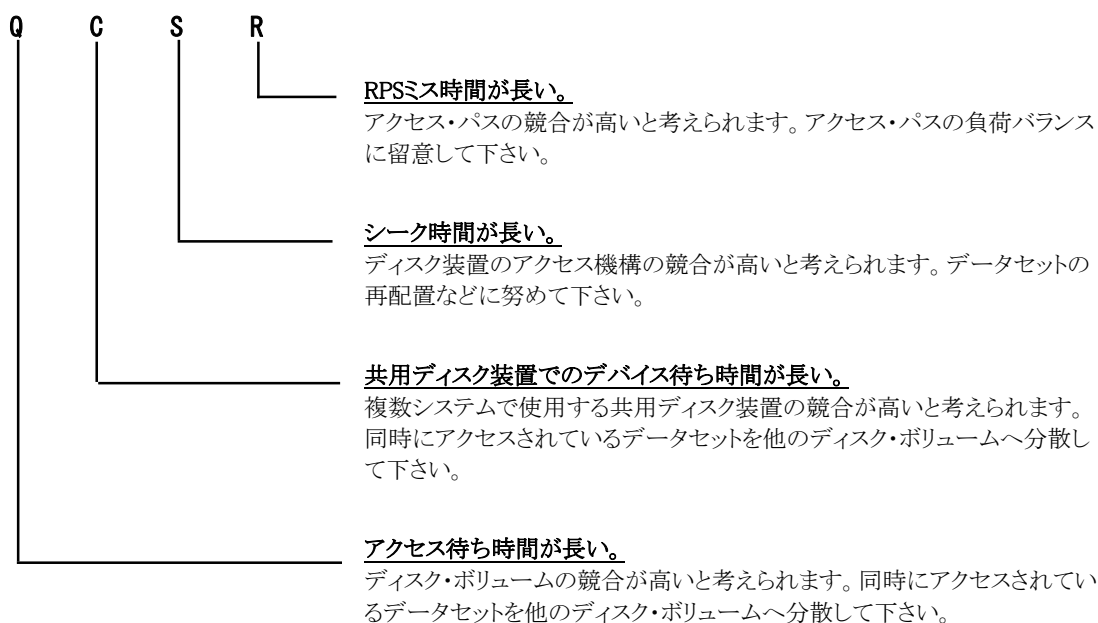 Q C S R
RPSミス時間が長い。
アクセス・パスの競合が高いと考えられます。アクセス・パスの負荷バランス
に留意して下さい。
シーク時間が長い。
ディスク装置のアクセス機構の競合が高いと考えられます。データセットの
再配置などに努めて下さい。
共用ディスク装置でのデバイス待ち時間が長い。
複数システムで使用する共用ディスク装置の競合が高いと考えられます。
同時にアクセスされているデータセットを他のディスク・ボリュームへ分散し
て下さい。
アクセス待ち時間が長い。
ディスク・ボリュームの競合が高いと考えられます。同時にアクセスされてい
るデータセットを他のディスク・ボリュームへ分散して下さい。